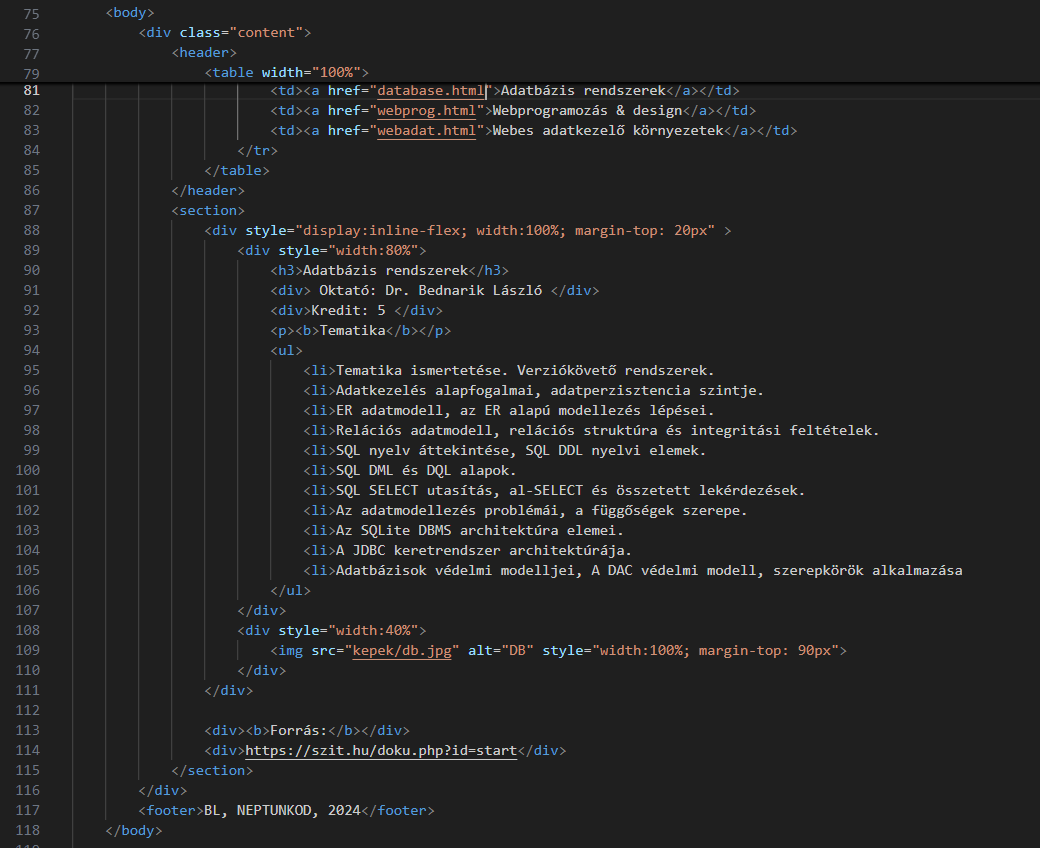 75 <body>
76 <div class="content">
77 <header>
79 <table width="100%">
81 <td><a href="database.html">Adatbázis rendszerek</a></td>
82 <td><a href="webprog.html">Webprogramozás & design</a></td>
83 <td><a href="webadat.html">Webes adatkezelő környezetek</a></td>
84 </tr>
85 </table>
86 </header>
87 <section>
88 <div style="display:inline-flex; width:100%; margin-top: 20px" >
89 <div style="width:80%">
90 <h3>Adatbázis rendszerek</h3>
91 <div> Oktató: Dr. Bednarik László </div>
92 <div>Kredit: 5 </div>
93 <p><b>Tematika</b></p>
94 <ul>
95 <li>Tematika ismertetése. Verziókövető rendszerek.
96 <li>Adatkezelés alapfogalmai, adatperzisztencia szintje.
97 <li>ER adatmodell, az ER alapú modellezés lépései.
98 <li>Relációs adatmodell, relációs struktúra és integritási feltételek.
99 <li>SQL nyelv áttekintése, SQL DDL nyelvi elemek.
100 <li>SQL DML és DQL alapok.
101 <li>SQL SELECT utasítás, al-SELECT és összetett lekérdezések.
102 <li>Az adatmodellezés problémái, a függőségek szerepe.
103 <li>Az SQLite DBMS architektúra elemei.
104 <li>A JDBC keretrendszer architektúrája.
105 <li>Adatbázisok védelmi modelljei, A DAC védelmi modell, szerepkörök alkalmazása
106 </ul>
107 </div>
108 <div style="width:40%">
109 <img src="kepek/db.jpg" alt="DB" style="width:100%; margin-top: 90px">
110 </div>
111 </div>
112
113 <div><b>Forrás:</b></div>
114 <div>https://szit.hu/doku.php?id=start</div>
115 </section>
116 </div>
117 <footer>BL, NEPTUNKOD, 2024</footer>
118 </body>